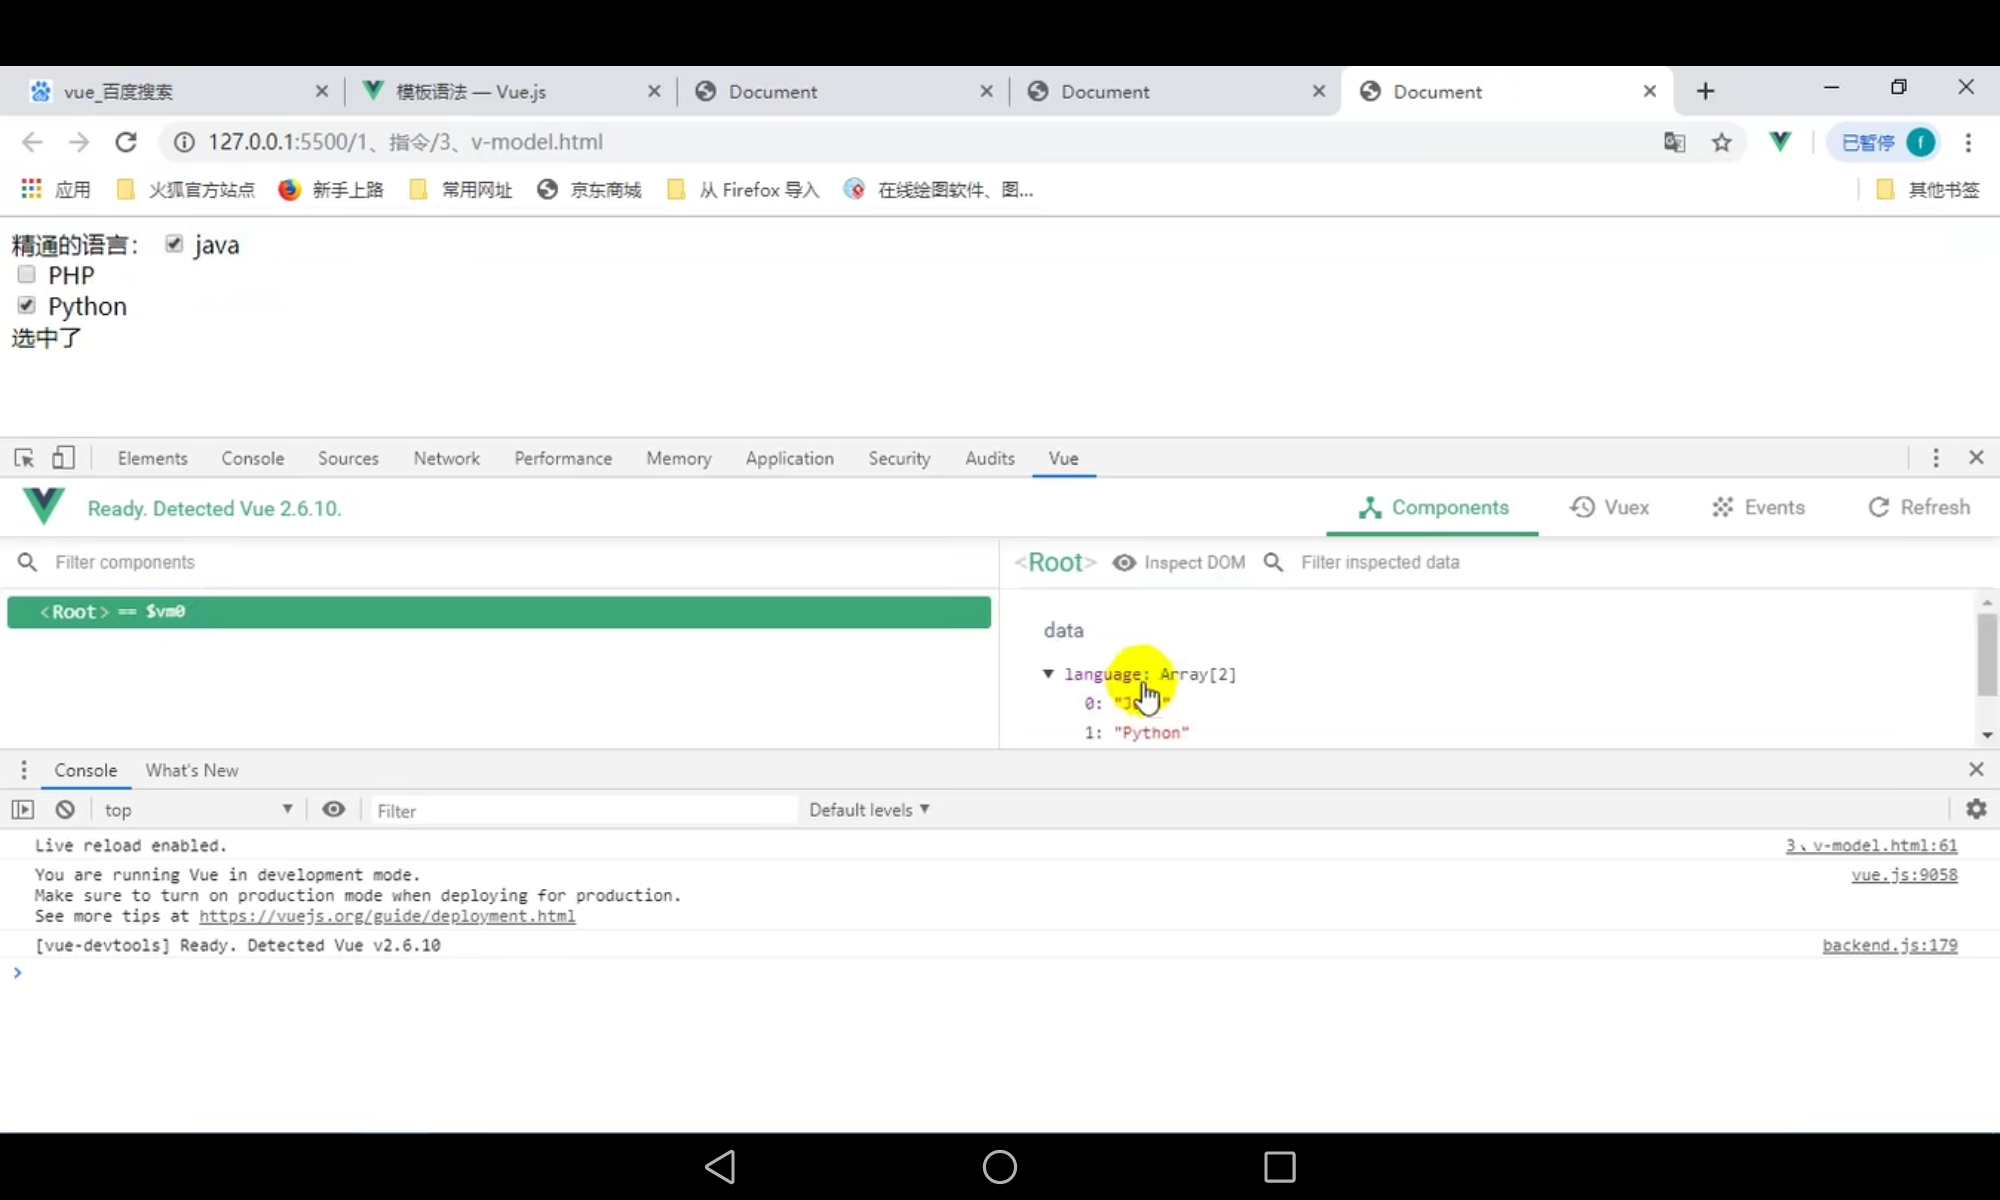 vue_百度搜索
模板语法 — Vue.js
Document
Document
Document
127.0.0.1:5500/1、指令/3、v-model.html
已暂停 f
应用 火狐官方站点 新手上路 常用网址 京东商城 从 Firefox 导入 在线绘图软件、图... 其他书签
精通的语言: java
PHP
Python
选中了
Elements Console Sources Network Performance Memory Application Security Audits Vue
Ready. Detected Vue 2.6.10. Components Vuex Events Refresh
Filter components
<Root> Inspect DOM Filter inspected data
<Root> == $vm0
data
language: Array[2]
0:
1: "Python"
Console What's New
top Filter Default levels
Live reload enabled. 3、v-model.html:61
You are running Vue in development mode. vue.js:9058
Make sure to turn on production mode when deploying for production.
See more tips at https://vuejs.org/guide/deployment.html
[vue-devtools] Ready. Detected Vue v2.6.10 backend.js:179